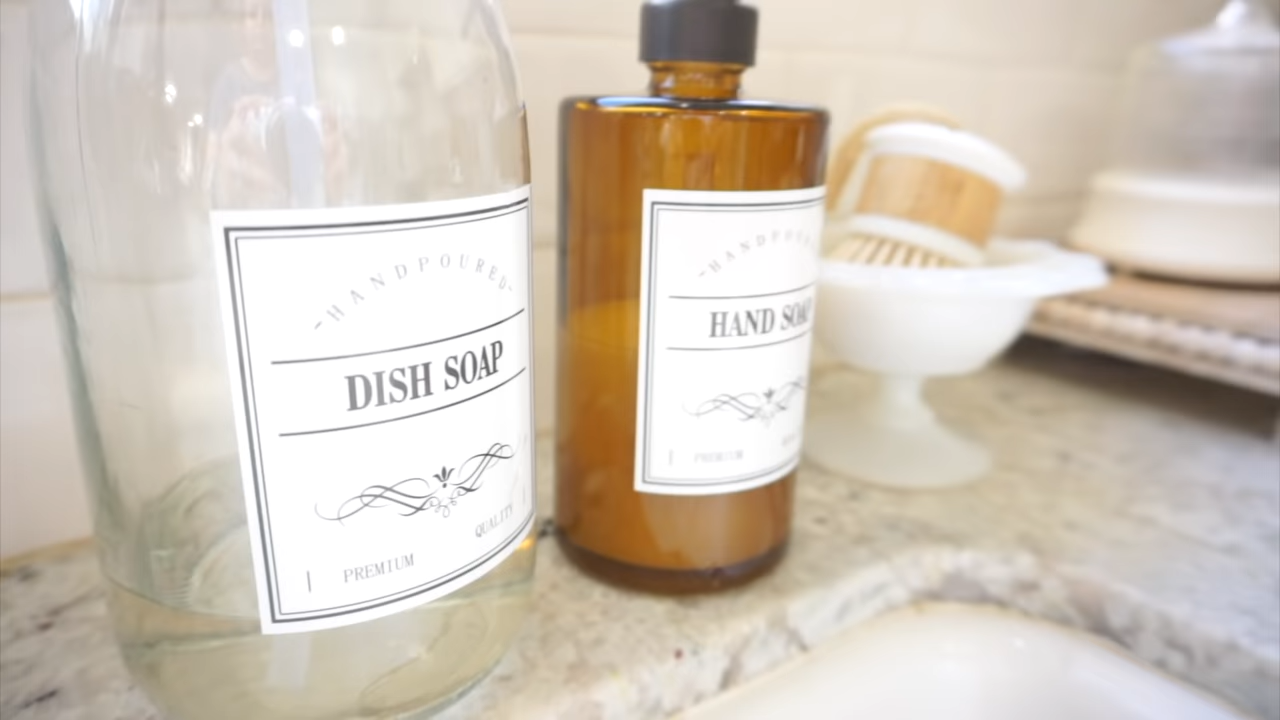 HANDPOURED
DISH SOAP
PREMIUM
QUALITY
HANDPOURED
HAND SOAP
PREMIUM